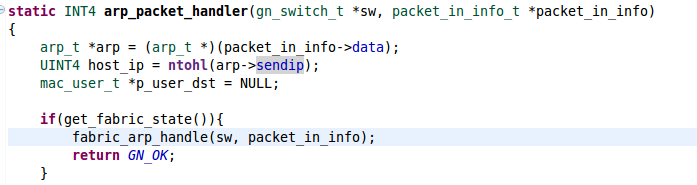 static INT4 arp_packet_handler(gn_switch_t *sw, packet_in_info_t *packet_in_info)
{
    arp_t *arp = (arp_t *)(packet_in_info->data);
    UINT4 host_ip = ntohl(arp->sendip);
    mac_user_t *p_user_dst = NULL;

    if(get_fabric_state()){
        fabric_arp_handle(sw, packet_in_info);
        return GN_OK;
    }